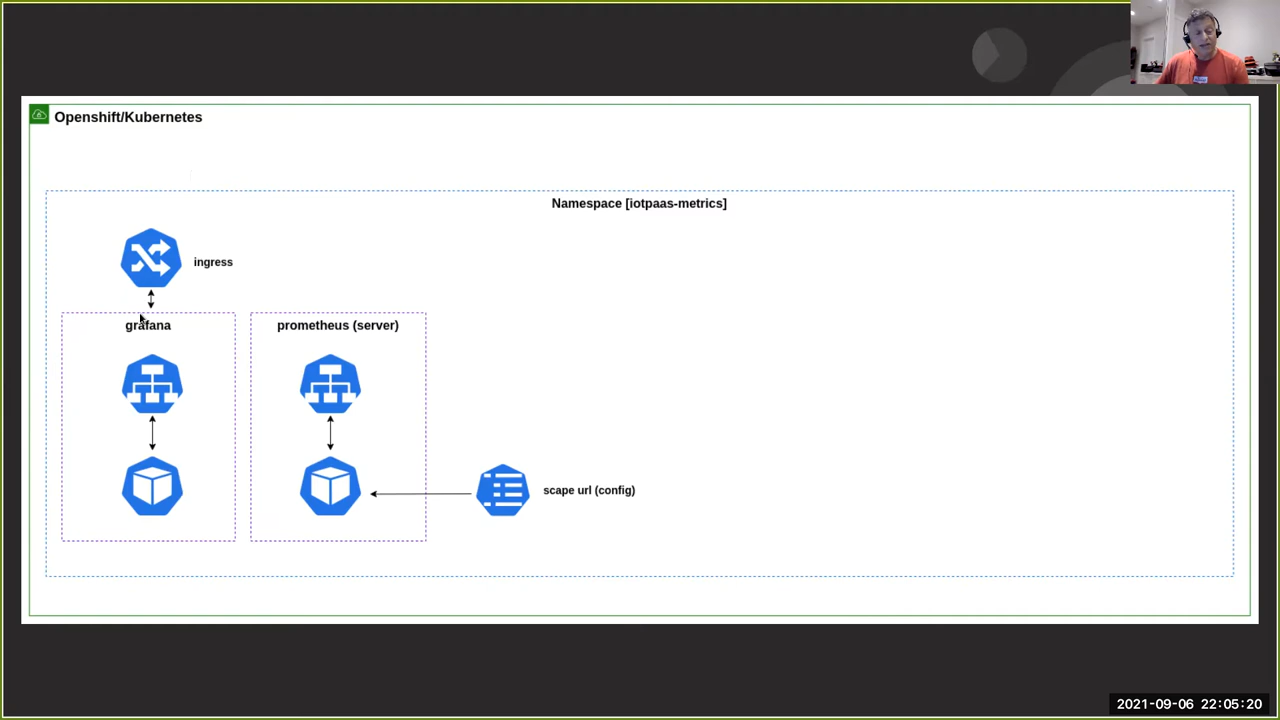 Openshift/Kubernetes
Namespace [iotpaas-metrics]
ingress
grafana
prometheus (server)
scape url (config)
2021-09-06 22:05:20